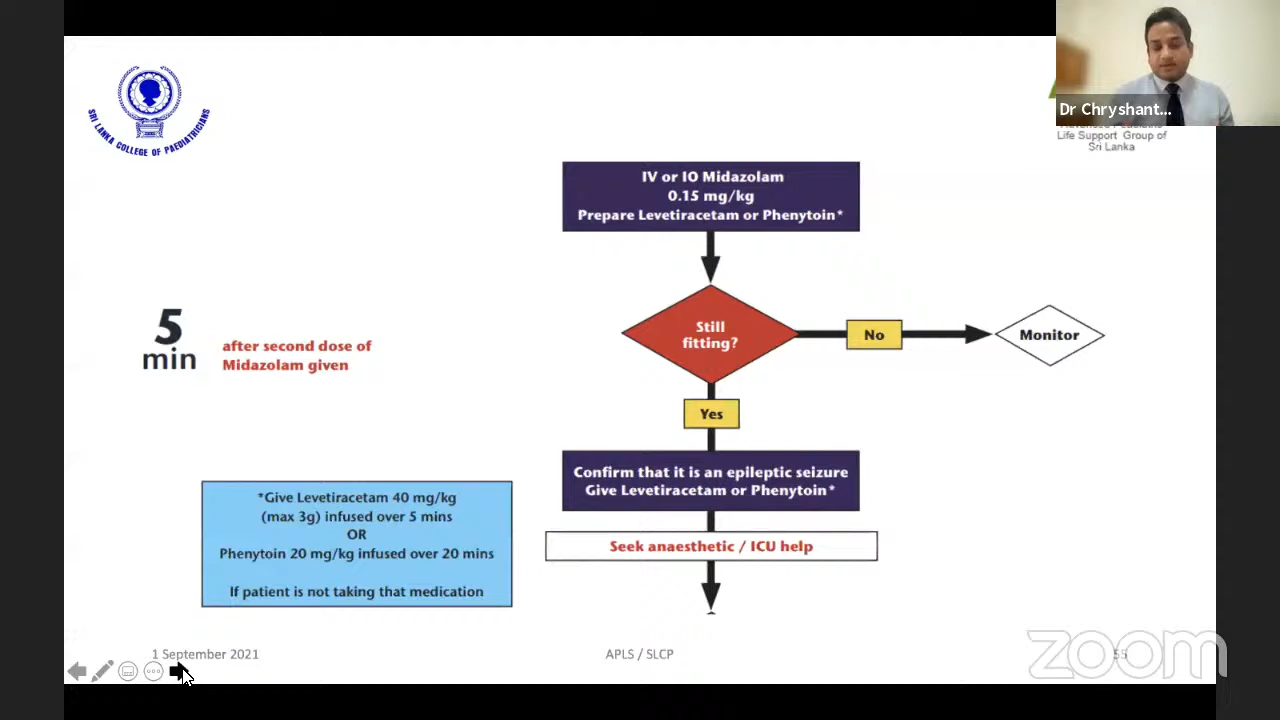 SRI LANKA COLLEGE OF PAEDIATRICIANS
Dr Chryshant...
Life Support Group of
Sri Lanka
IV or IO Midazolam
0.15 mg/kg
Prepare Levetiracetam or Phenytoin*
Still
fitting?
No
Monitor
5
min
after second dose of
Midazolam given
Yes
Confirm that it is an epileptic seizure
Give Levetiracetam or Phenytoin*
*Give Levetiracetam 40 mg/kg
(max 3g) infused over 5 mins
OR
Phenytoin 20 mg/kg infused over 20 mins
If patient is not taking that medication
Seek anaesthetic / ICU help
1 September 2021
APLS / SLCP
55
zoom